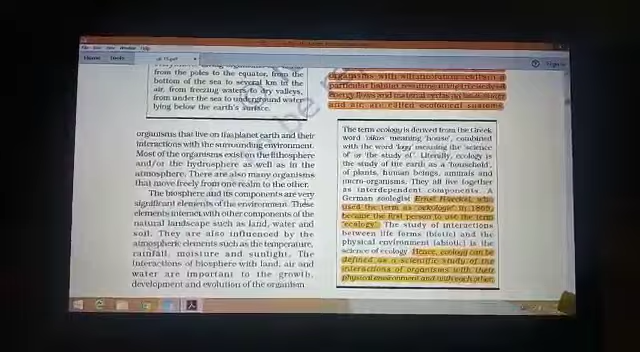 Home Tools
Sign In
from the poles to the equator, from the
bottom of the sea to several km in the
air, from freezing waters to dry valleys,
from under the sea to underground water
lying below the earth's surface.
organisms that live on the planet earth and their
interactions with the surrounding environment.
Most of the organisms exist on the lithosphere
and/or the hydrosphere as well as in the
atmosphere. There are also many organisms
that move freely from one realm to the other.
The biosphere and its components are very
significant elements of the environment. These
elements interact with other components of the
natural landscape such as land, water and
soil. They are also influenced by the
atmospheric elements such as the temperature,
rainfall, moisture and sunlight. The
interactions of biosphere with land, air and
water are important to the growth,
development and evolution of the organism
particular habitat
energy flows and
and air, are called ecological systems.
The term ecology is derived from the Greek
word 'oikos' meaning 'house', combined
with the word 'logy' meaning the 'science
of' or 'the study of'. Literally, ecology is
the study of the earth as a 'household',
of plants, human beings, animals and
micro-organisms. They all live together
as interdependent components. A
German zoologist Ernst Haeckel, who
used the term as 'oekologie' in 1869,
became the first person to use the term
'ecology'. The study of interactions
between life forms (biotic) and the
physical environment (abiotic) is the
science of ecology. Hence, ecology can be
defined as a scientific study of the
interactions of organisms with their
physical environment and with each other.